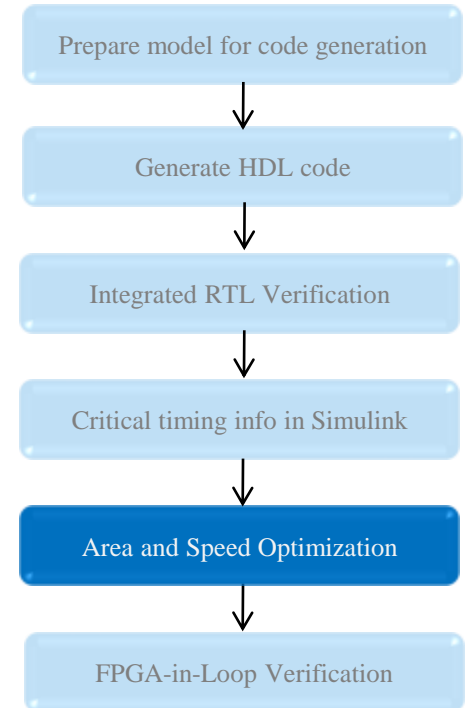 Prepare model for code generation
Generate HDL code
Integrated RTL Verification
Critical timing info in Simulink
Area and Speed Optimization
FPGA-in-Loop Verification